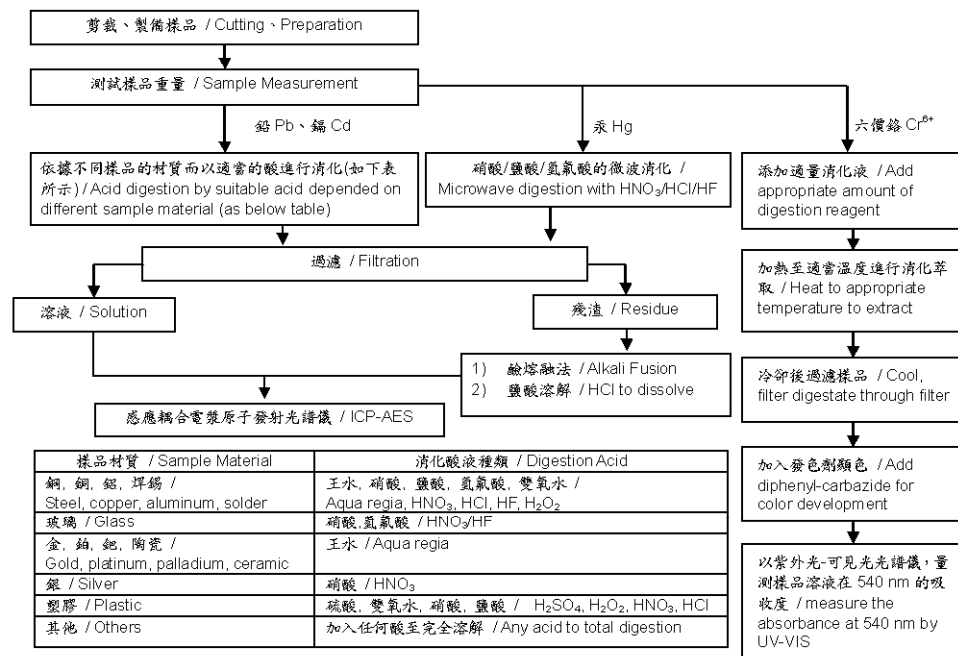 剪裁、製備樣品 / Cutting、Preparation
測試樣品重量 / Sample Measurement
鉛 Pb、鎘 Cd
汞 Hg
六價鉻 Cr⁶⁺
依據不同樣品的材質而以適當的酸進行消化(如下表
所示) / Acid digestion by suitable acid depended on
different sample material (as below table)
硝酸/鹽酸/氫氟酸的微波消化 /
Microwave digestion with HNO₃/HCl/HF
添加適量消化液 / Add
appropriate amount of
digestion reagent
過濾 / Filtration
加熱至適當溫度進行消化萃
取 / Heat to appropriate
temperature to extract
溶液 / Solution
殘渣 / Residue
1) 鹼熔融法 / Alkali Fusion
2) 鹽酸溶解 / HCl to dissolve
冷卻後過濾樣品 / Cool,
filter digestate through filter
感應耦合電漿原子發射光譜儀 / ICP-AES
加入發色劑顯色 / Add
diphenyl-carbazide for
color development
以紫外光-可見光光譜儀，量
測樣品溶液在 540 nm 的吸
收度 / measure the
absorbance at 540 nm by
UV-VIS
樣品材質 / Sample Material
消化酸液種類 / Digestion Acid
鋼, 銅, 鋁, 焊錫 /
Steel, copper, aluminum, solder
王水, 硝酸, 鹽酸, 氫氟酸, 雙氧水 /
Aqua regia, HNO₃, HCl, HF, H₂O₂
玻璃 / Glass
硝酸,氫氟酸 / HNO₃/HF
金, 鉑, 鈀, 陶瓷 /
Gold, platinum, palladium, ceramic
王水 / Aqua regia
銀 / Silver
硝酸 / HNO₃
塑膠 / Plastic
硫酸, 雙氧水, 硝酸, 鹽酸 / H₂SO₄, H₂O₂, HNO₃, HCl
其他 / Others
加入任何酸至完全溶解 / Any acid to total digestion